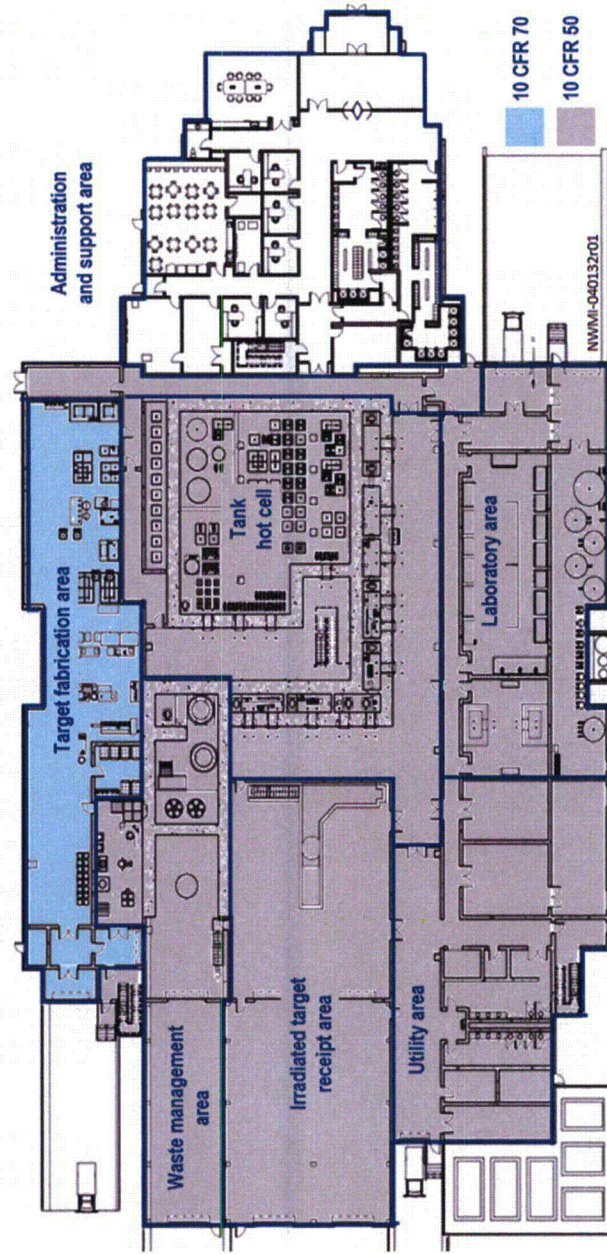 Administration
and support area
Target fabrication area
Tank
hot cell
Laboratory area
Waste management
area
Irradiated target
receipt area
Utility area
10 CFR 70
10 CFR 50
NWMI-040132r01